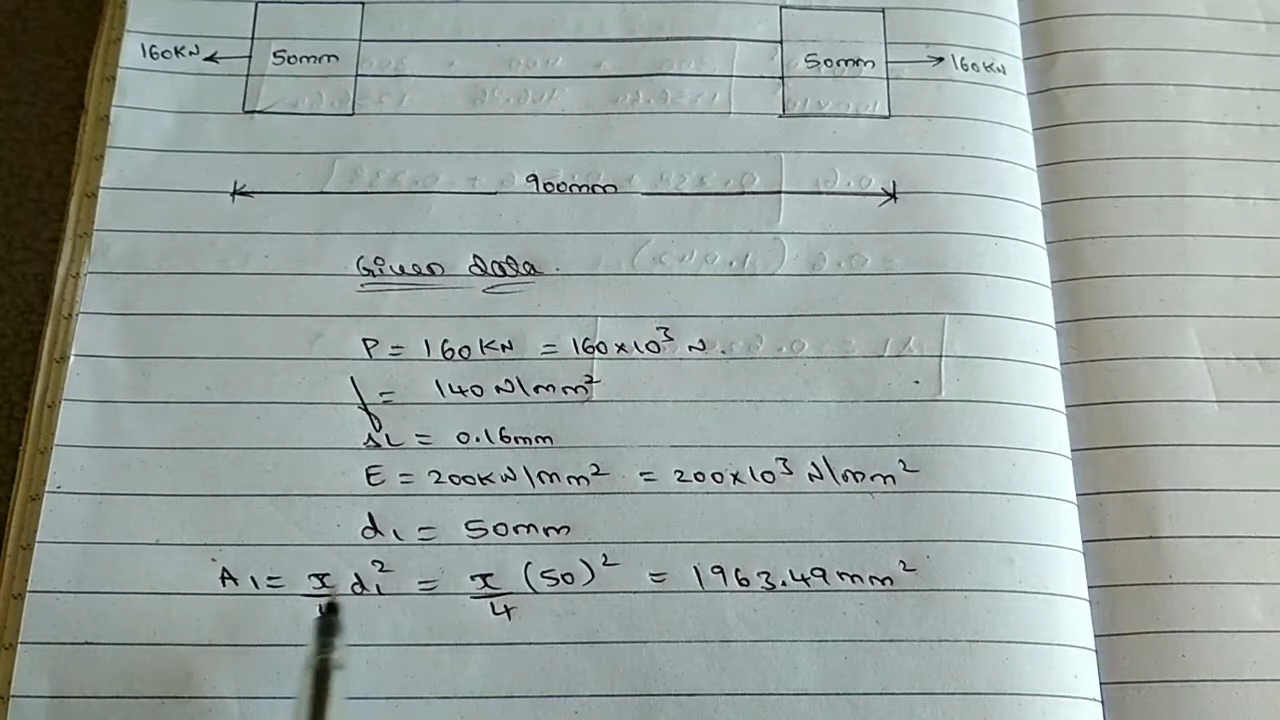 160KN 50mm 50mm 160KN
900mm
Given data.
P = 160KN = 160×10³ N.
f = 140 N/mm²
ΔL = 0.16mm
E = 200KN/mm² = 200×10³ N/mm²
d₁ = 50mm
A₁ = π/4 d₁² = π/4 (50)² = 1963.49mm²